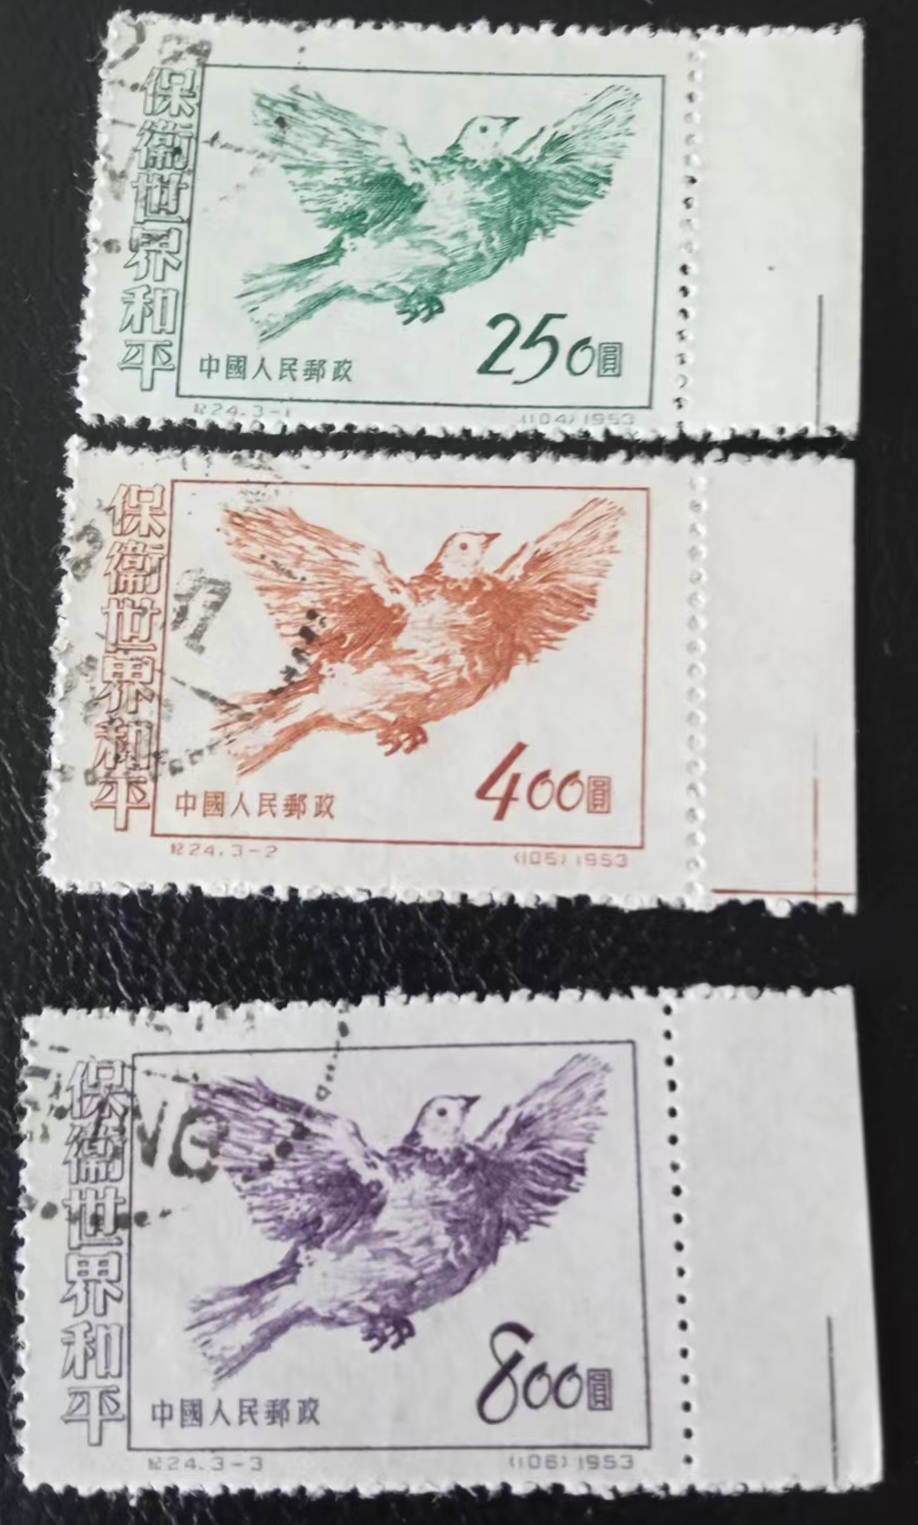 保衞世界和平
中國人民郵政
250圓
紀24.3-1
(104) 1953
保衞世界和平
中國人民郵政
400圓
紀24.3-2
(105) 1953
保衞世界和平
中國人民郵政
800圓
紀24.3-3
(106) 1953